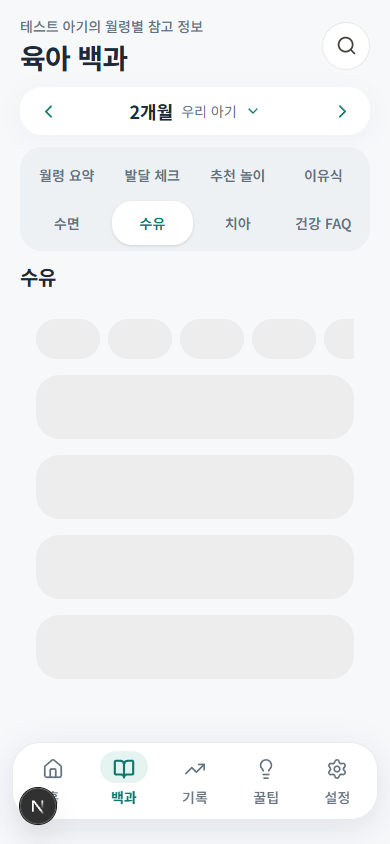 테스트 아기의 월령별 참고 정보
육아 백과
2개월 우리 아기
월령 요약 발달 체크 추천 놀이 이유식
수면 수유 치아 건강 FAQ
수유
백과 기록 꿀팁 설정
N